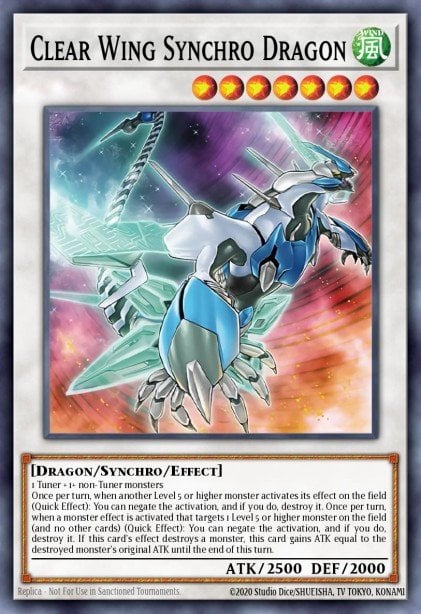 Clear Wing Synchro Dragon
WIND
風
[Dragon/Synchro/Effect]
1 Tuner + 1+ non-Tuner monsters
Once per turn, when another Level 5 or higher monster activates its effect on the field
(Quick Effect): You can negate the activation, and if you do, destroy it. Once per turn,
when a monster effect is activated that targets 1 Level 5 or higher monster on the field
(and no other cards) (Quick Effect): You can negate the activation, and if you do,
destroy it. If this card's effect destroys a monster, this card gains ATK equal to the
destroyed monster's original ATK until the end of this turn.
ATK/2500 DEF/2000
Replica - Not For Use in Sanctioned Tournaments.
©2020 Studio Dice/SHUEISHA, TV TOKYO, KONAMI